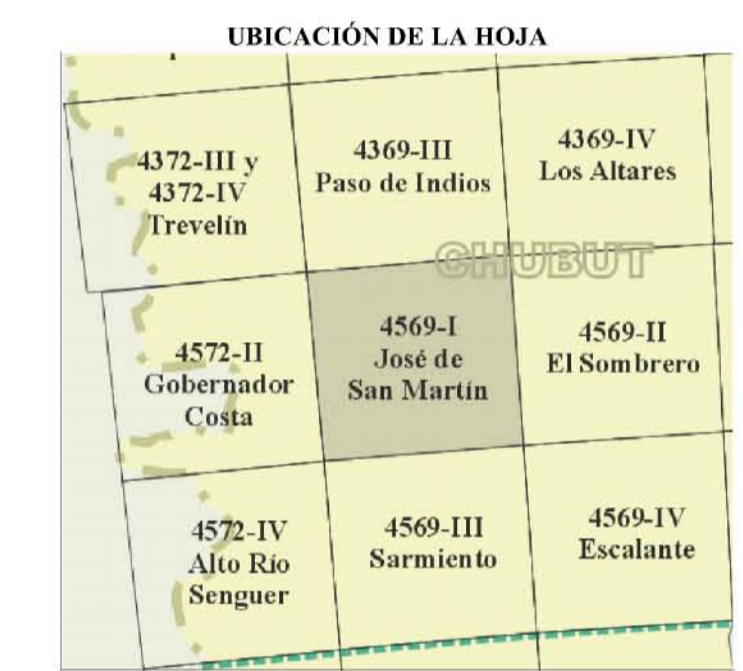 UBICACIÓN DE LA HOJA
4372-III y
4372-IV
Trevelín
4369-III
Paso de Indios
4369-IV
Los Altares
CHUBUT
4572-II
Gobernador
Costa
4569-I
José de
San Martín
4569-II
El Sombrero
4572-IV
Alto Río
Senguer
4569-III
Sarmiento
4569-IV
Escalante